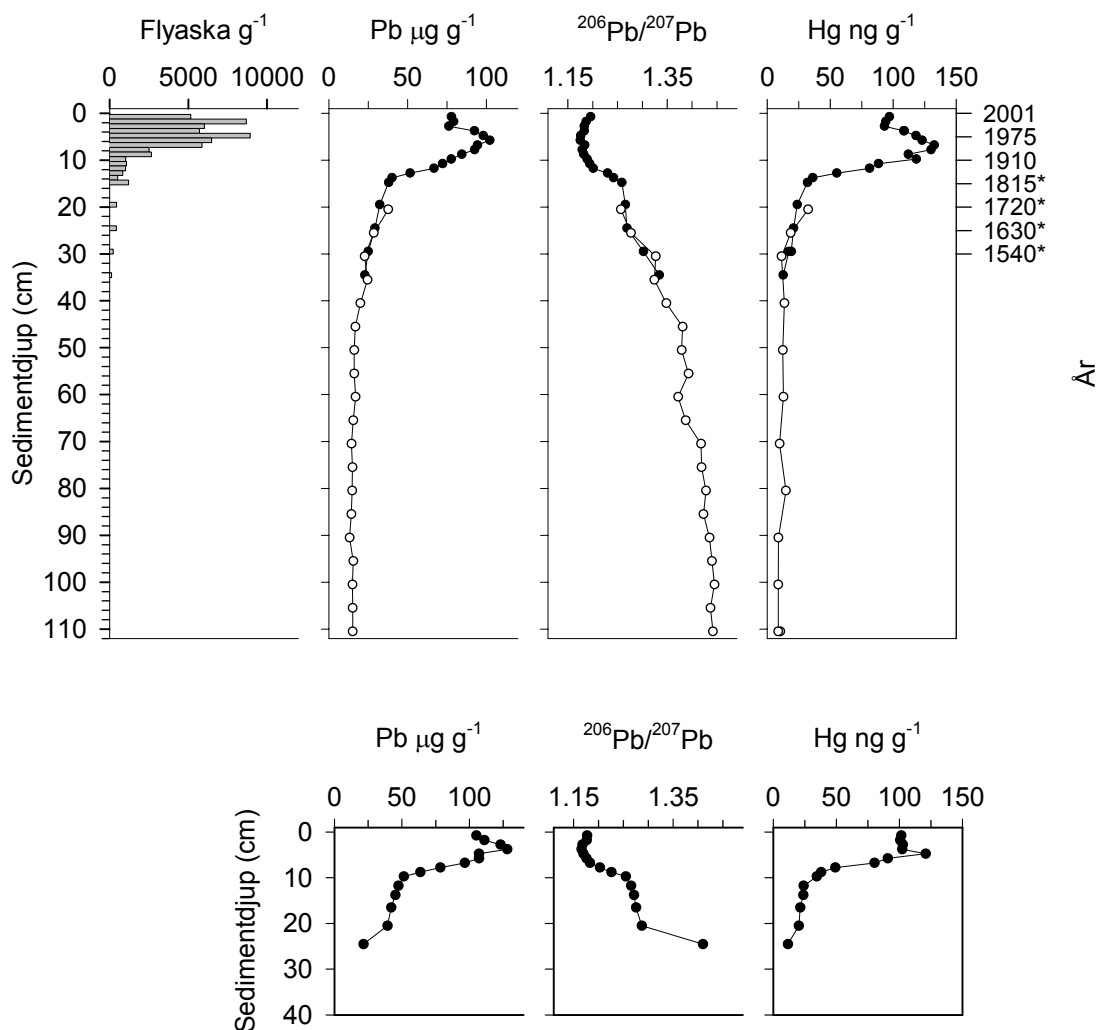 Flyaska g⁻¹ Pb μg g⁻¹ ²⁰⁶Pb/²⁰⁷Pb Hg ng g⁻¹
0 5000 10000 0 50 100 1.15 1.35 0 50 100 150
0 2001
1975
10 1910
1815*
20 1720*
1630*
30 1540*
40
50
60
70
80
90
100
110
Sedimentdjup (cm)
År
Pb μg g⁻¹ ²⁰⁶Pb/²⁰⁷Pb Hg ng g⁻¹
0 50 100 1.15 1.35 0 50 100 150
0
10
20
30
40
Sedimentdjup (cm)